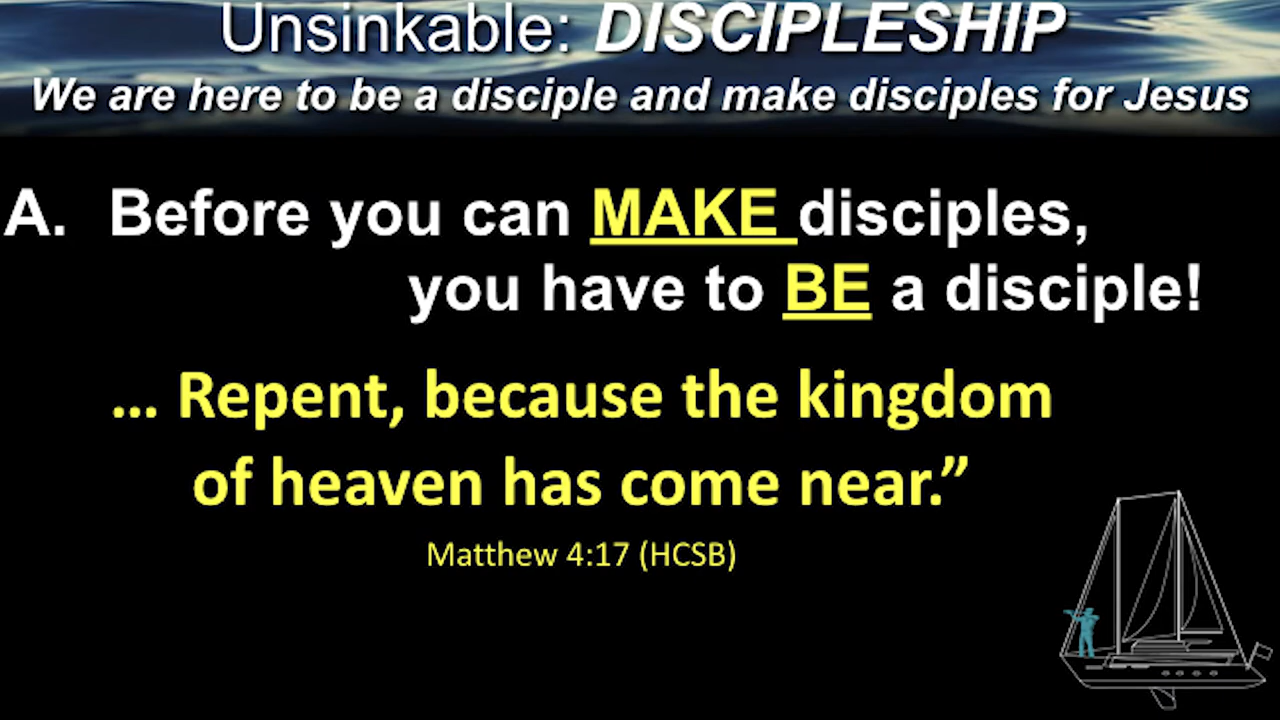 Unsinkable: DISCIPLESHIP
We are here to be a disciple and make disciples for Jesus
A. Before you can MAKE disciples,
you have to BE a disciple!
... Repent, because the kingdom
of heaven has come near.”
Matthew 4:17 (HCSB)